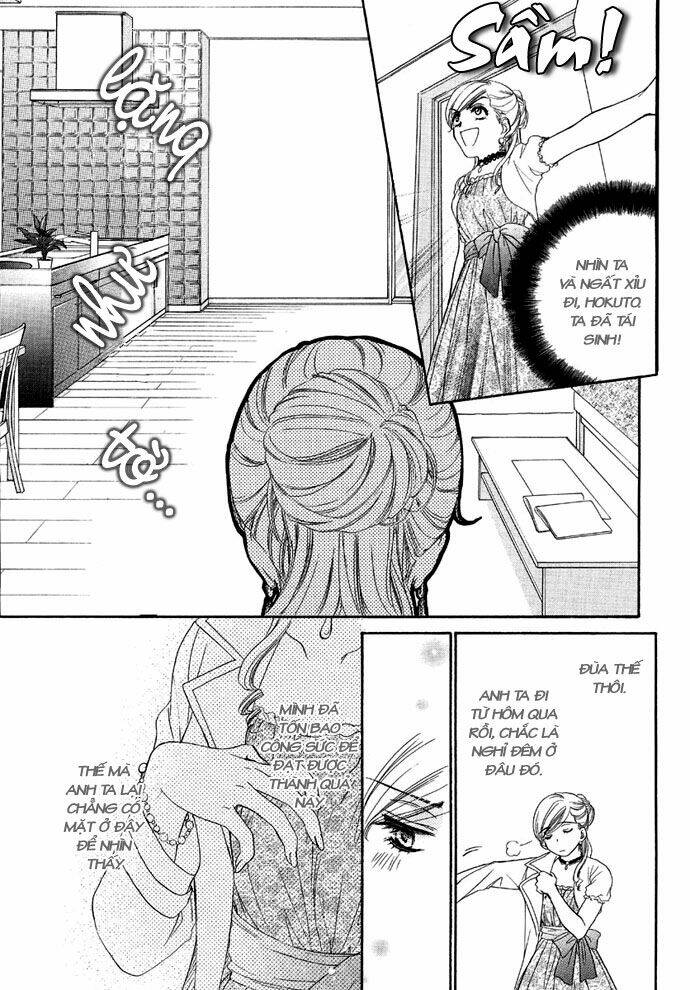 Sầm!
NHÌN TA
VÀ NGẤT XỈU
ĐI, HOKUTO.
TA ĐÃ TÁI
SINH!
lặng
như
tờ...
ĐÙA THẾ
THÔI.
ANH TA ĐI
TỪ HÔM QUA
RỒI, CHẮC LÀ
NGHỈ ĐÊM Ở
ĐÂU ĐÓ.
MÌNH ĐÃ
TỐN BAO
CÔNG SỨC ĐỂ
ĐẠT ĐƯỢC
THÀNH QUẢ
NÀY
THẾ MÀ
ANH TA LẠI
CHẲNG CÓ
MẶT Ở ĐÂY
ĐỂ NHÌN
THẤY